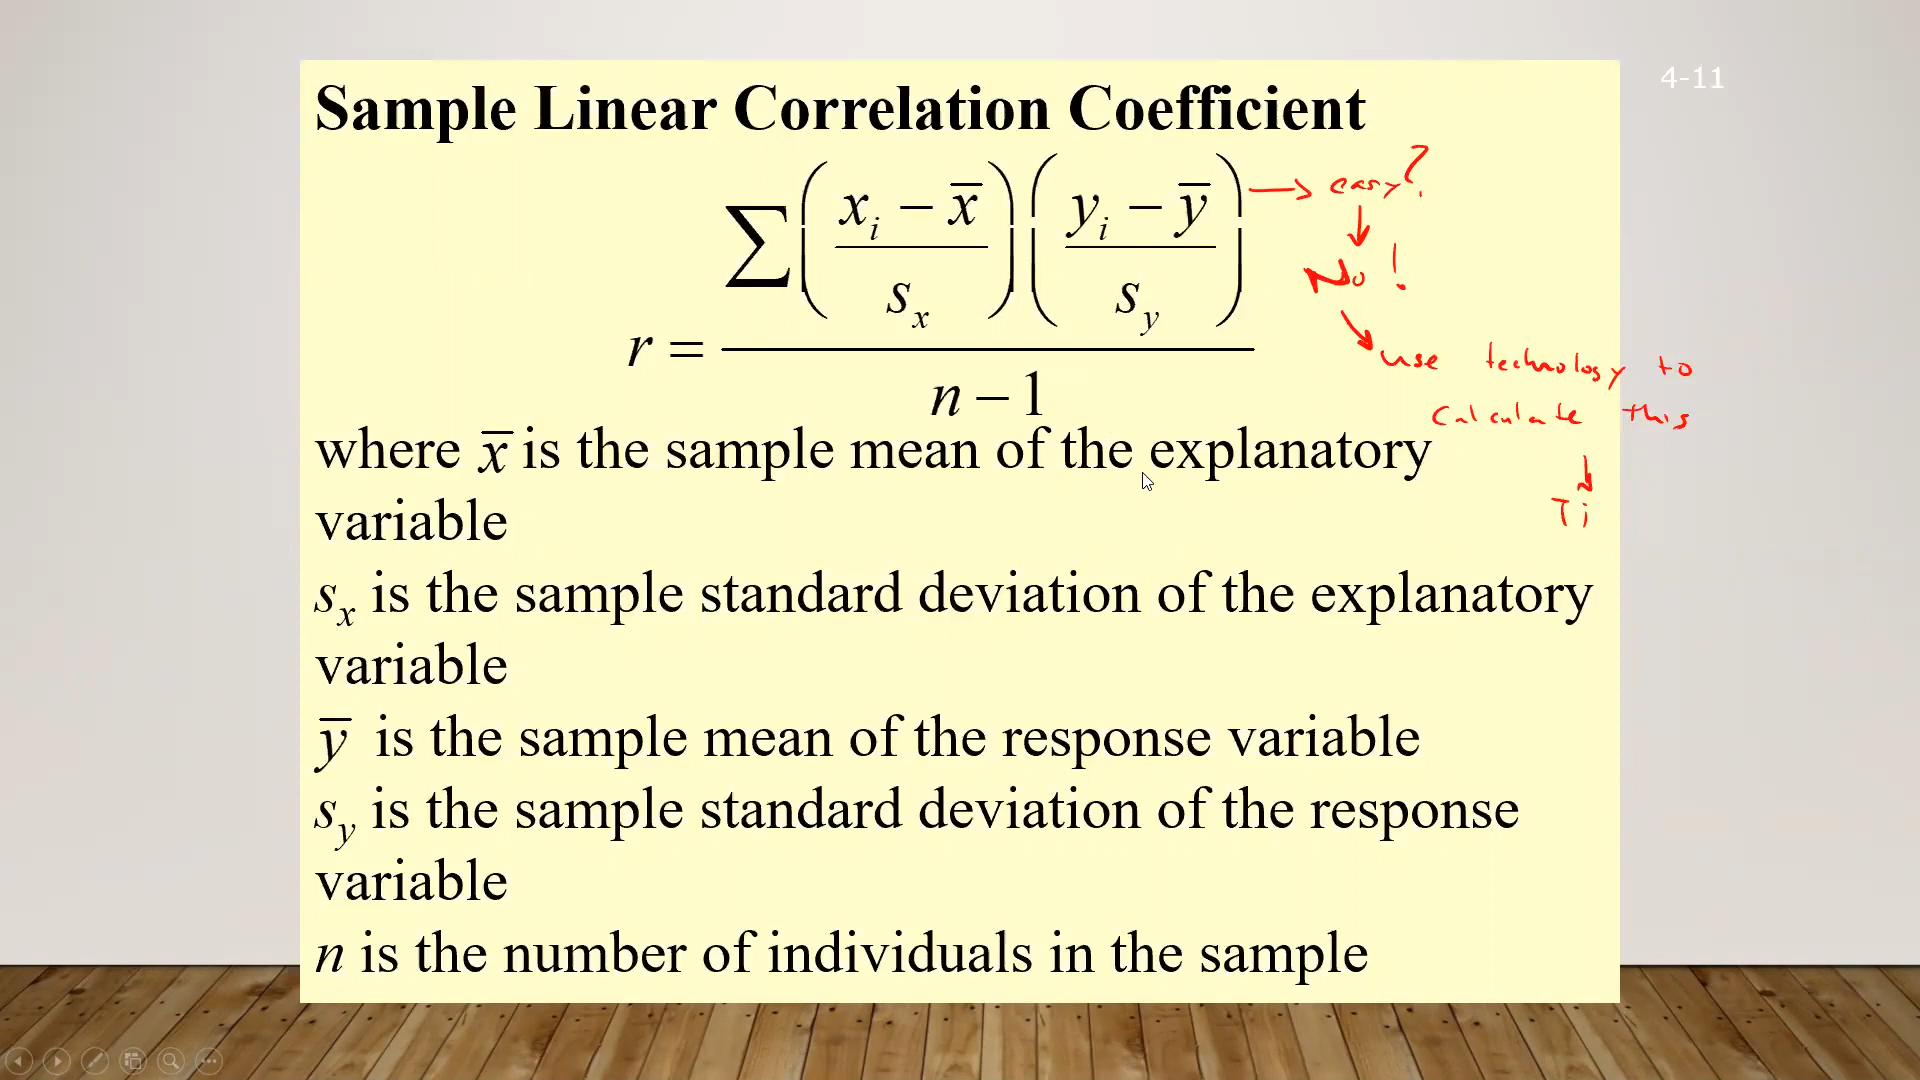 4-11
Sample Linear Correlation Coefficient
r = ∑((xᵢ − x̅)/sₓ)((yᵢ − y̅)/s_y) / (n − 1)
→ easy?
↓
No!
use technology to
calculate this
↓
Ti
where x̅ is the sample mean of the explanatory
variable
sₓ is the sample standard deviation of the explanatory
variable
y̅ is the sample mean of the response variable
s_y is the sample standard deviation of the response
variable
n is the number of individuals in the sample